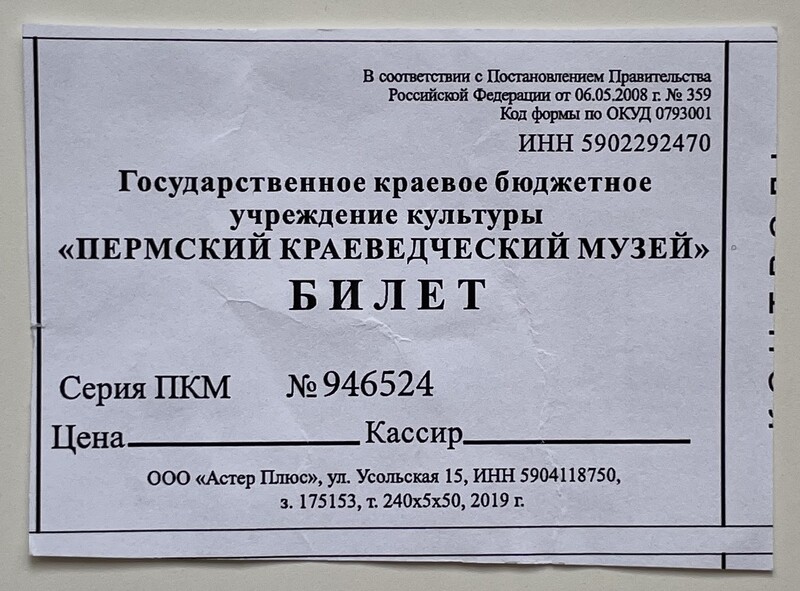 В соответствии с Постановлением Правительства
Российской Федерации от 06.05.2008 г. № 359
Код формы по ОКУД 0793001
ИНН 5902292470
Государственное краевое бюджетное
учреждение культуры
«ПЕРМСКИЙ КРАЕВЕДЧЕСКИЙ МУЗЕЙ»
БИЛЕТ
Серия ПКМ №946524
Цена Кассир
ООО «Астер Плюс», ул. Усольская 15, ИНН 5904118750,
з. 175153, т. 240х5х50, 2019 г.